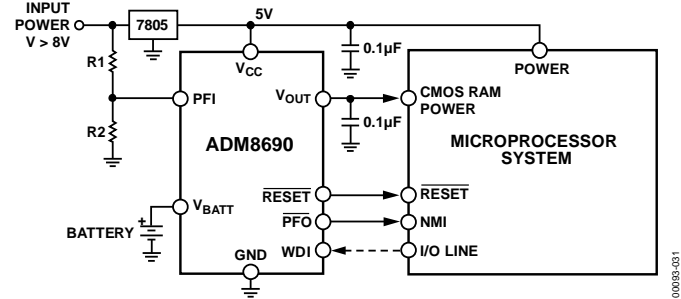 INPUT
POWER
V > 8V
7805
5V
R1
R2
0.1µF
VCC
PFI
VOUT
0.1µF
ADM8690
RESET
PFO
WDI
VBATT
BATTERY
+
GND
POWER
CMOS RAM
POWER
MICROPROCESSOR
SYSTEM
RESET
NMI
I/O LINE
00093-031